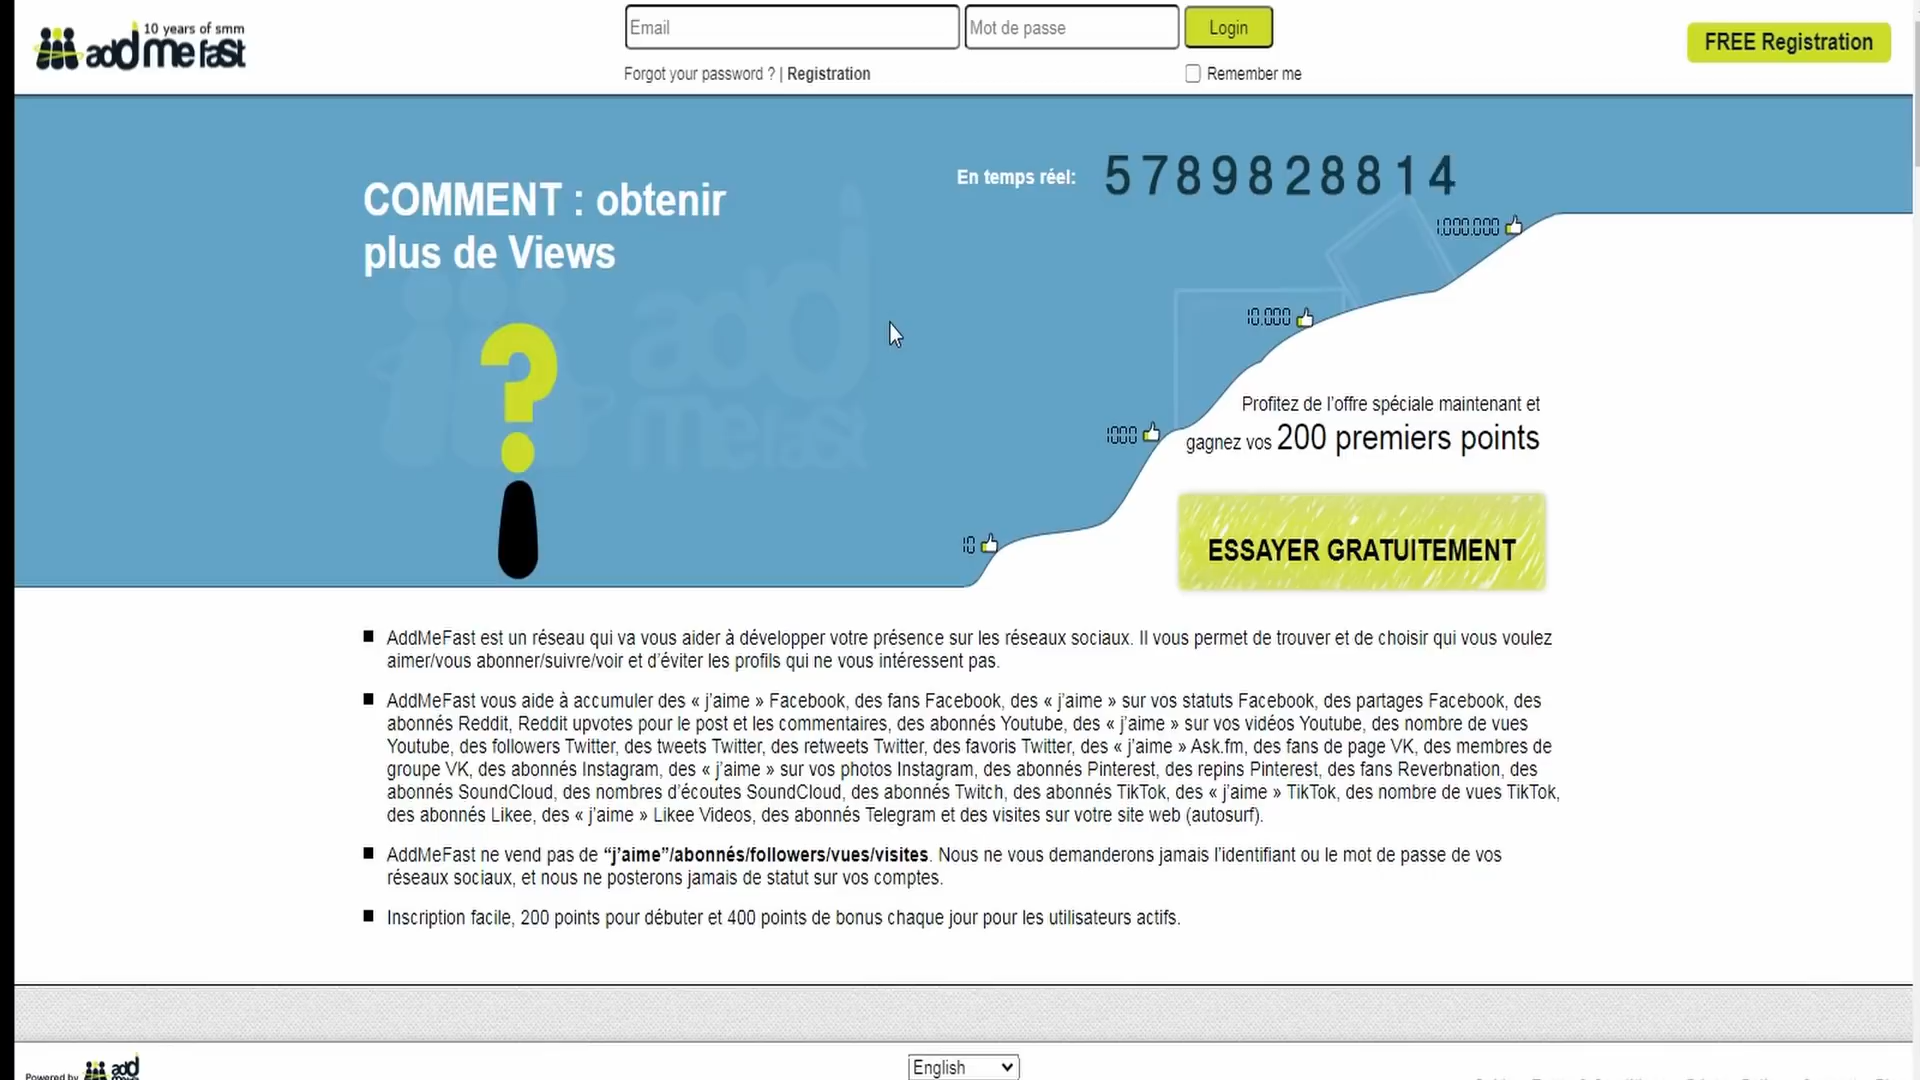 10 years of smm
add me fast
Email
Mot de passe
Login
FREE Registration
Forgot your password ? | Registration
Remember me
COMMENT : obtenir
plus de Views
En temps réel:
5789828814
1.000.000
10.000
1000
10
Profitez de l’offre spéciale maintenant et
gagnez vos 200 premiers points
ESSAYER GRATUITEMENT
add
me fast
AddMeFast est un réseau qui va vous aider à développer votre présence sur les réseaux sociaux. Il vous permet de trouver et de choisir qui vous voulez
aimer/vous abonner/suivre/voir et d’éviter les profils qui ne vous intéressent pas.
AddMeFast vous aide à accumuler des « j’aime » Facebook, des fans Facebook, des « j’aime » sur vos statuts Facebook, des partages Facebook, des
abonnés Reddit, Reddit upvotes pour le post et les commentaires, des abonnés Youtube, des « j’aime » sur vos vidéos Youtube, des nombre de vues
Youtube, des followers Twitter, des tweets Twitter, des retweets Twitter, des favoris Twitter, des « j’aime » Ask.fm, des fans de page VK, des membres de
groupe VK, des abonnés Instagram, des « j’aime » sur vos photos Instagram, des abonnés Pinterest, des repins Pinterest, des fans Reverbnation, des
abonnés SoundCloud, des nombres d’écoutes SoundCloud, des abonnés Twitch, des abonnés TikTok, des « j’aime » TikTok, des nombre de vues TikTok,
des abonnés Likee, des « j’aime » Likee Videos, des abonnés Telegram et des visites sur votre site web (autosurf).
AddMeFast ne vend pas de “j’aime”/abonnés/followers/vues/visites. Nous ne vous demanderons jamais l’identifiant ou le mot de passe de vos
réseaux sociaux, et nous ne posterons jamais de statut sur vos comptes.
Inscription facile, 200 points pour débuter et 400 points de bonus chaque jour pour les utilisateurs actifs.
Powered by
add
English